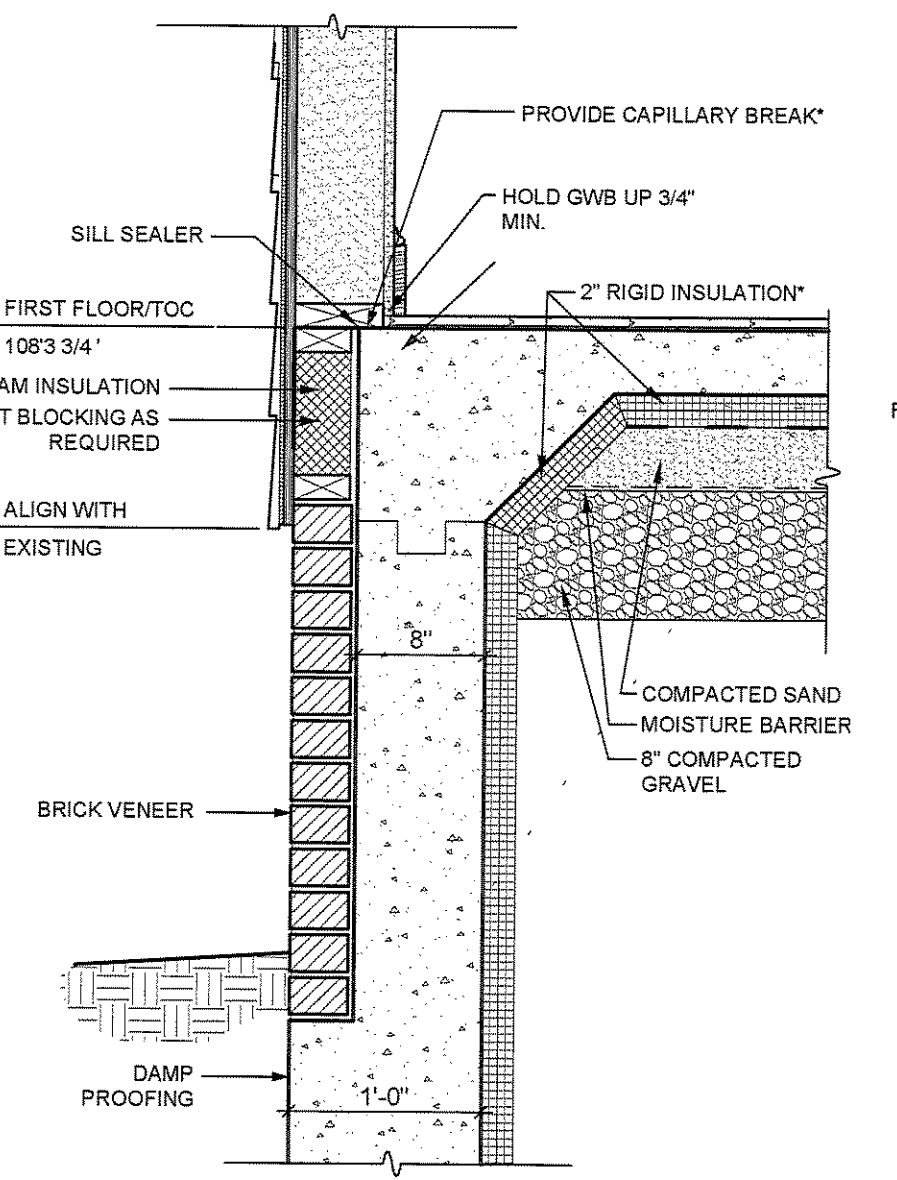 PROVIDE CAPILLARY BREAK*
HOLD GWB UP 3/4"
MIN.
SILL SEALER
2" RIGID INSULATION*
FIRST FLOOR/TOC
108'3 3/4'
AM INSULATION
T BLOCKING AS
REQUIRED
ALIGN WITH
EXISTING
8"
COMPACTED SAND
MOISTURE BARRIER
8" COMPACTED
GRAVEL
BRICK VENEER
DAMP
PROOFING
1'-0"